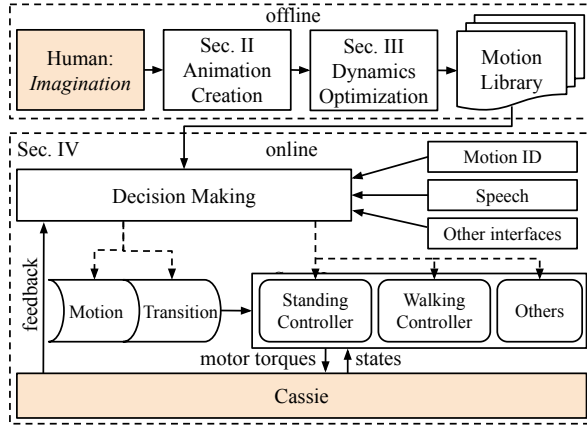 offline
Human:
Imagination
Sec. II
Animation
Creation
Sec. III
Dynamics
Optimization
Motion
Library
Sec. IV
online
Decision Making
Motion ID
Speech
Other interfaces
feedback
Motion
Transition
Standing
Controller
Walking
Controller
Others
motor torques
states
Cassie